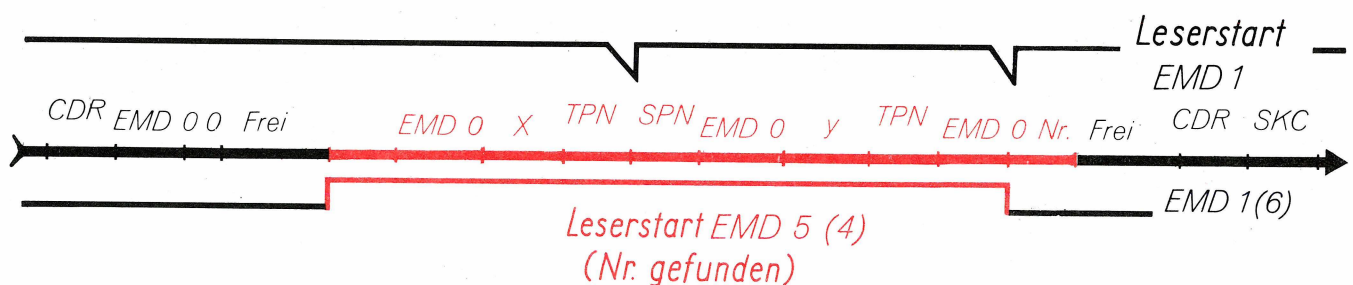 Leserstart
EMD 1
CDR EMD 0 0 Frei EMD 0 X TPN SPN EMD 0 y TPN EMD 0 Nr. Frei CDR SKC
EMD 1(6)
Leserstart EMD 5 (4)
(Nr. gefunden)